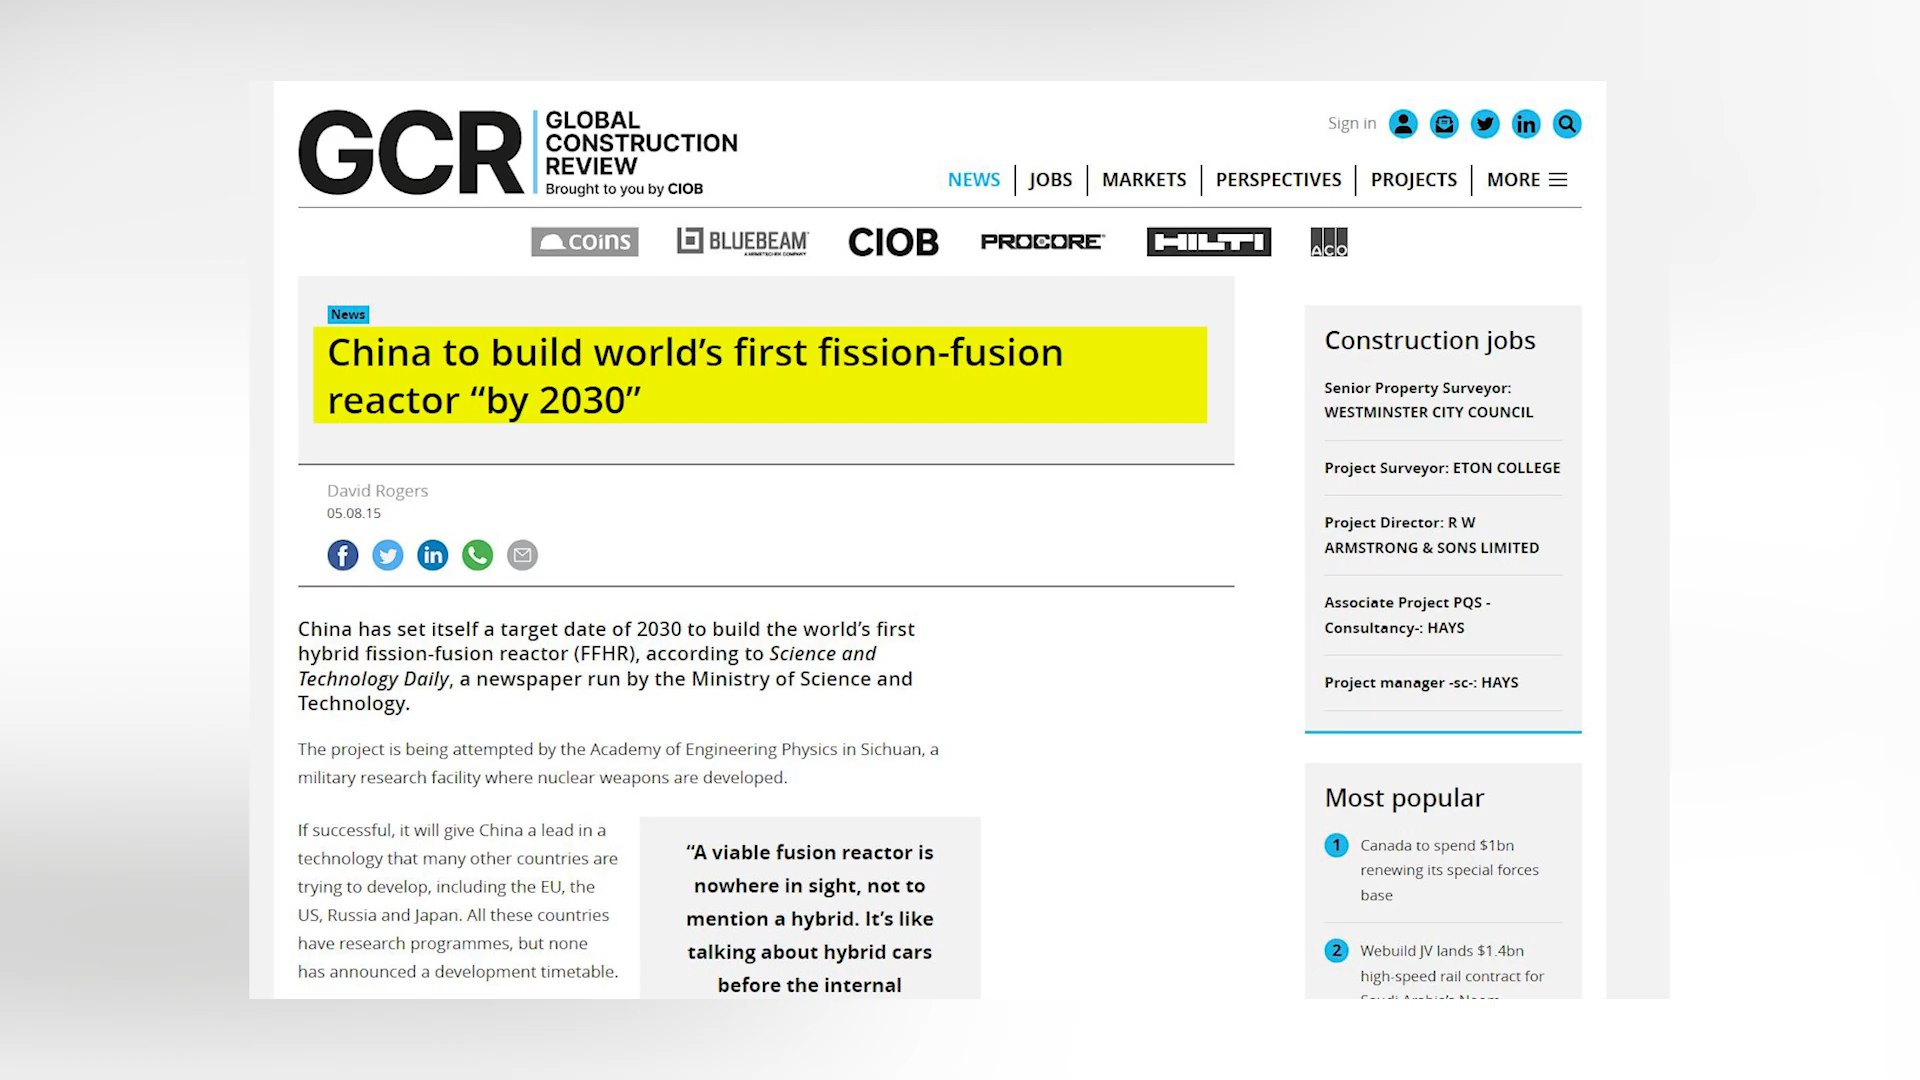 GCR
GLOBAL
CONSTRUCTION
REVIEW
Brought to you by CIOB
Sign in
NEWS
JOBS
MARKETS
PERSPECTIVES
PROJECTS
MORE
COINS
BLUEBEAM
A NEMETSCHEK COMPANY
CIOB
PROCORE
HILTI
ACO
News
China to build world’s first fission-fusion
reactor “by 2030”
David Rogers
05.08.15
China has set itself a target date of 2030 to build the world’s first
hybrid fission-fusion reactor (FFHR), according to Science and
Technology Daily, a newspaper run by the Ministry of Science and
Technology.
The project is being attempted by the Academy of Engineering Physics in Sichuan, a
military research facility where nuclear weapons are developed.
If successful, it will give China a lead in a
technology that many other countries are
trying to develop, including the EU, the
US, Russia and Japan. All these countries
have research programmes, but none
has announced a development timetable.
“A viable fusion reactor is
nowhere in sight, not to
mention a hybrid. It’s like
talking about hybrid cars
before the internal
Construction jobs
Senior Property Surveyor:
WESTMINSTER CITY COUNCIL
Project Surveyor: ETON COLLEGE
Project Director: R W
ARMSTRONG & SONS LIMITED
Associate Project PQS -
Consultancy-: HAYS
Project manager -sc-: HAYS
Most popular
1
Canada to spend $1bn
renewing its special forces
base
2
Webuild JV lands $1.4bn
high-speed rail contract for
Saudi Arabia’s Neom